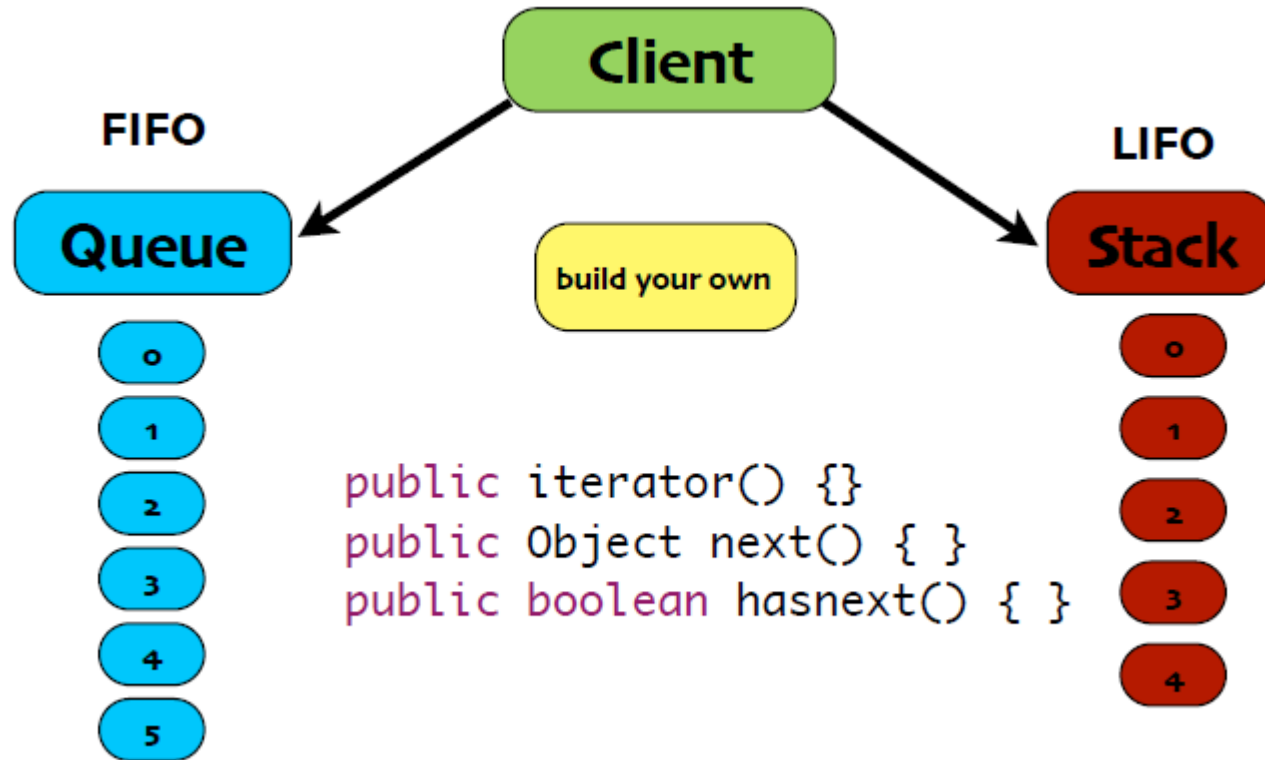 Client
FIFO
LIFO
Queue
Stack
build your own
0
1
2
3
4
5
public iterator() {}
public Object next() { }
public boolean hasnext() { }
0
1
2
3
4